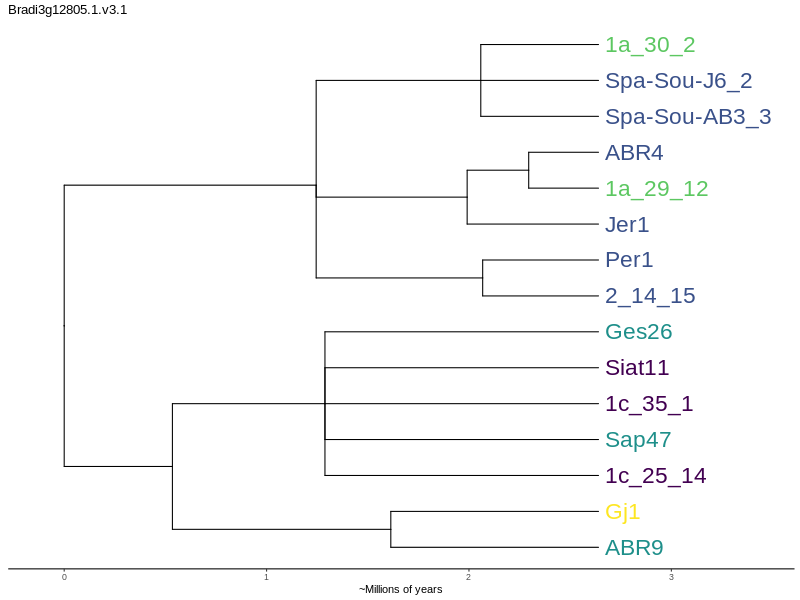 Bradi3g12805.1.v3.1
1a_30_2
Spa-Sou-J6_2
Spa-Sou-AB3_3
ABR4
1a_29_12
Jer1
Per1
2_14_15
Ges26
Siat11
1c_35_1
Sap47
1c_25_14
Gj1
ABR9
0 1 2 3
~Millions of years